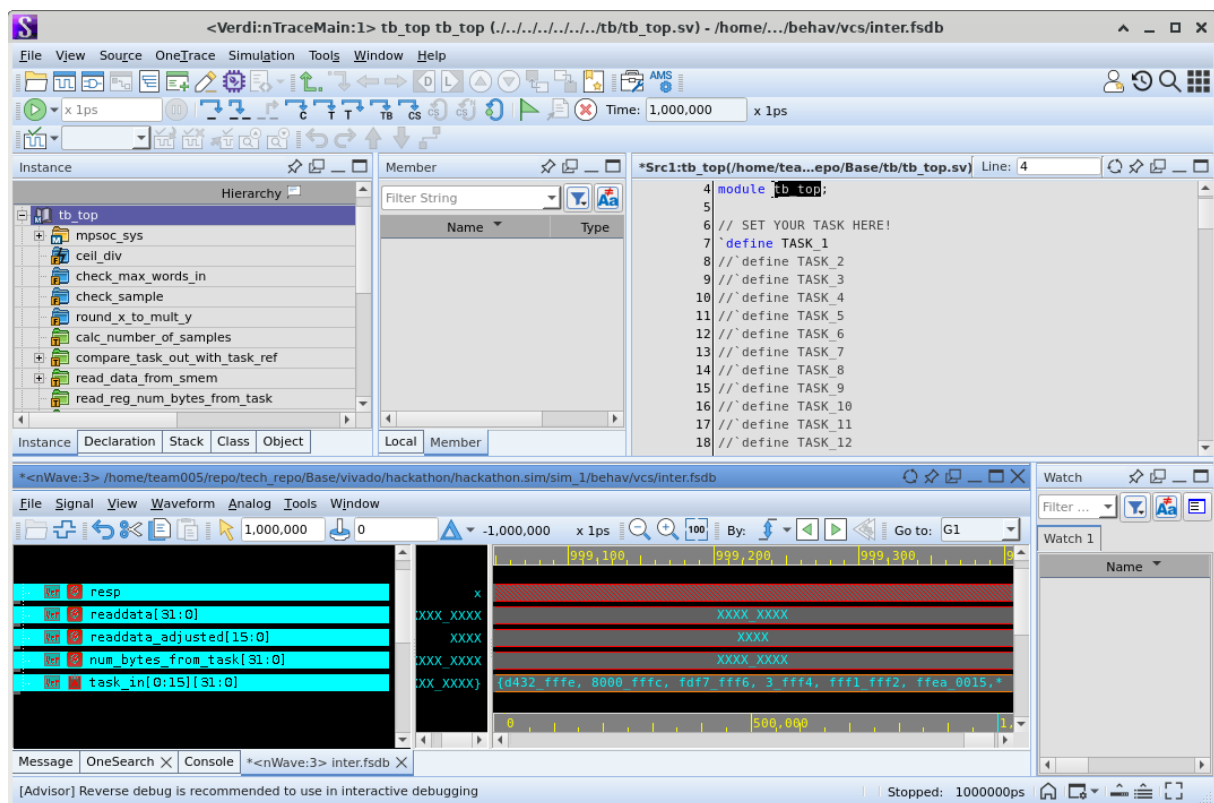 <Verdi:nTraceMain:1> tb_top tb_top (./../../../../../../tb/tb_top.sv) - /home/.../behav/vcs/inter.fsdb
File View Source OneTrace Simulation Tools Window Help
AMS
x 1ps Time: 1,000,000 x 1ps
Instance
Hierarchy
tb_top
mpsoc_sys
ceil_div
check_max_words_in
check_sample
round_x_to_mult_y
calc_number_of_samples
compare_task_out_with_task_ref
read_data_from_smem
read_reg_num_bytes_from_task
Instance Declaration Stack Class Object
Member
Filter String
Name Type
Local Member
*Src1:tb_top(/home/tea...epo/Base/tb/tb_top.sv) Line: 4
4 module tb_top;
5
6 // SET YOUR TASK HERE!
7 `define TASK_1
8 //`define TASK_2
9 //`define TASK_3
10 //`define TASK_4
11 //`define TASK_5
12 //`define TASK_6
13 //`define TASK_7
14 //`define TASK_8
15 //`define TASK_9
16 //`define TASK_10
17 //`define TASK_11
18 //`define TASK_12
*<nWave:3> /home/team005/repo/tech_repo/Base/vivado/hackathon/hackathon.sim/sim_1/behav/vcs/inter.fsdb
File Signal View Waveform Analog Tools Window
1,000,000 0 -1,000,000 x 1ps 100 By: Go to: G1
999,100 999,200 999,300 9
resp x
readdata[31:0] XXX_XXXX XXXX_XXXX
readdata_adjusted[15:0] XXXX XXXX
num_bytes_from_task[31:0] XXX_XXXX XXXX_XXXX
task_in[0:15][31:0] XX_XXXX} {d432_fffe, 8000_fffc, fdf7_fff6, 3_fff4, fff1_fff2, ffea_0015,*
0 500,000 1,
Watch
Filter ...
Watch 1
Name
Message OneSearch Console *<nWave:3> inter.fsdb
[Advisor] Reverse debug is recommended to use in interactive debugging Stopped: 1000000ps